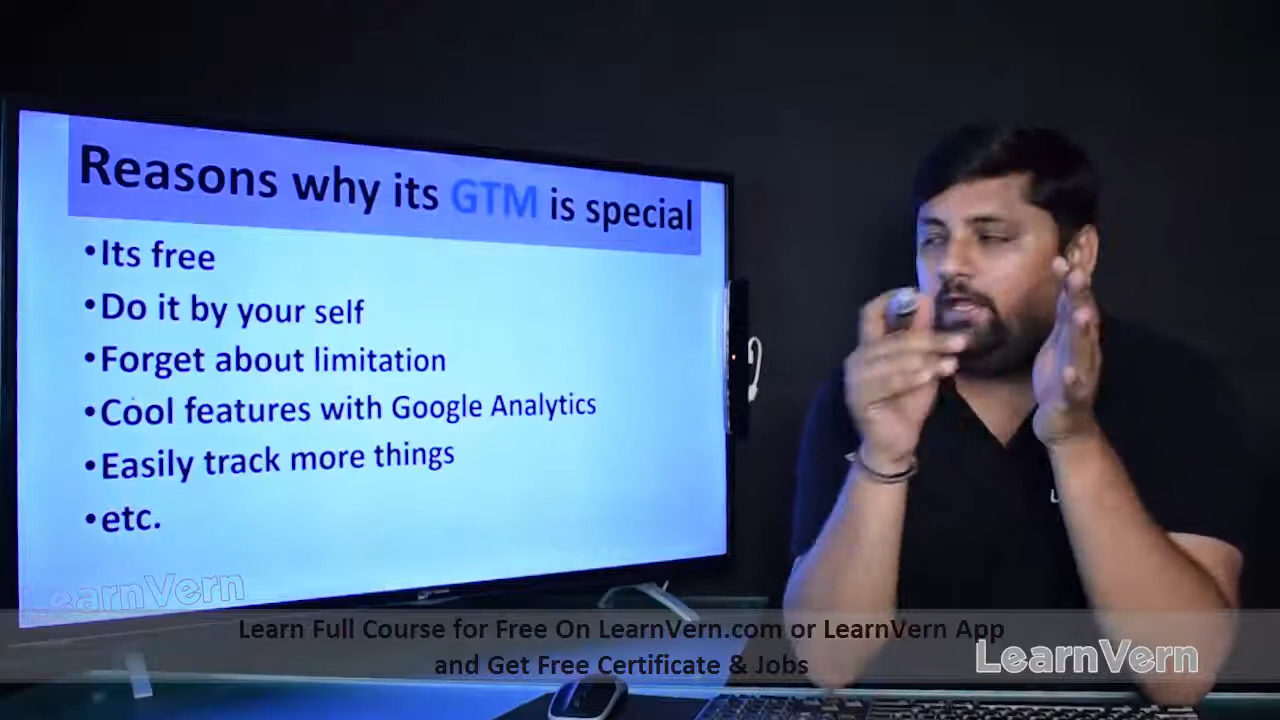 Reasons why its GTM is special
•Its free
•Do it by your self
•Forget about limitation
•Cool features with Google Analytics
•Easily track more things
•etc.
LearnVern
Learn Full Course for Free On LearnVern.com or LearnVern App
and Get Free Certificate & Jobs
LearnVern